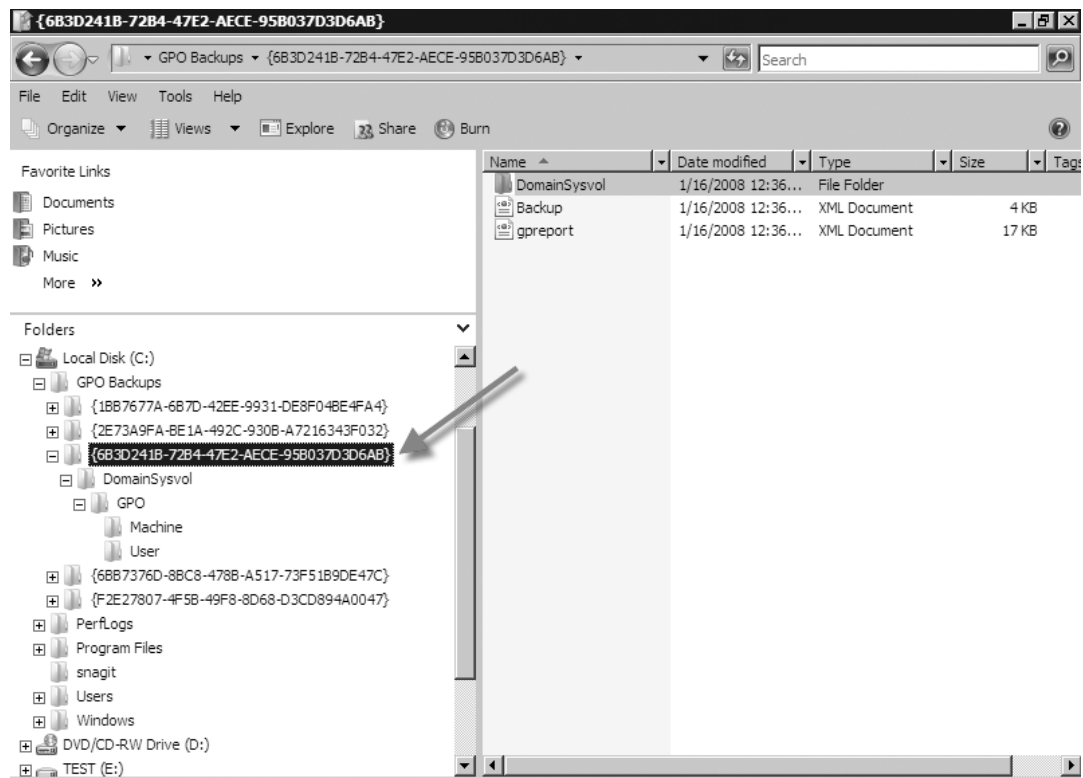 {6B3D241B-72B4-47E2-AECE-95B037D3D6AB}
GPO Backups {6B3D241B-72B4-47E2-AECE-95B037D3D6AB} Search
File Edit View Tools Help
Organize Views Explore Share Burn
Favorite Links
Documents
Pictures
Music
More »
Folders
Local Disk (C:)
GPO Backups
{1BB7677A-6B7D-42EE-9931-DE8F04BE4FA4}
{2E73A9FA-BE1A-492C-930B-A7216343F032}
{6B3D241B-72B4-47E2-AECE-95B037D3D6AB}
DomainSysvol
GPO
Machine
User
{6BB7376D-8BC8-478B-A517-73F51B9DE47C}
{F2E27807-4F5B-49F8-8D68-D3CD894A0047}
PerfLogs
Program Files
snagit
Users
Windows
DVD/CD-RW Drive (D:)
TEST (E:)
Name Date modified Type Size Tags
DomainSysvol 1/16/2008 12:36... File Folder
Backup 1/16/2008 12:36... XML Document 4 KB
gpreport 1/16/2008 12:36... XML Document 17 KB